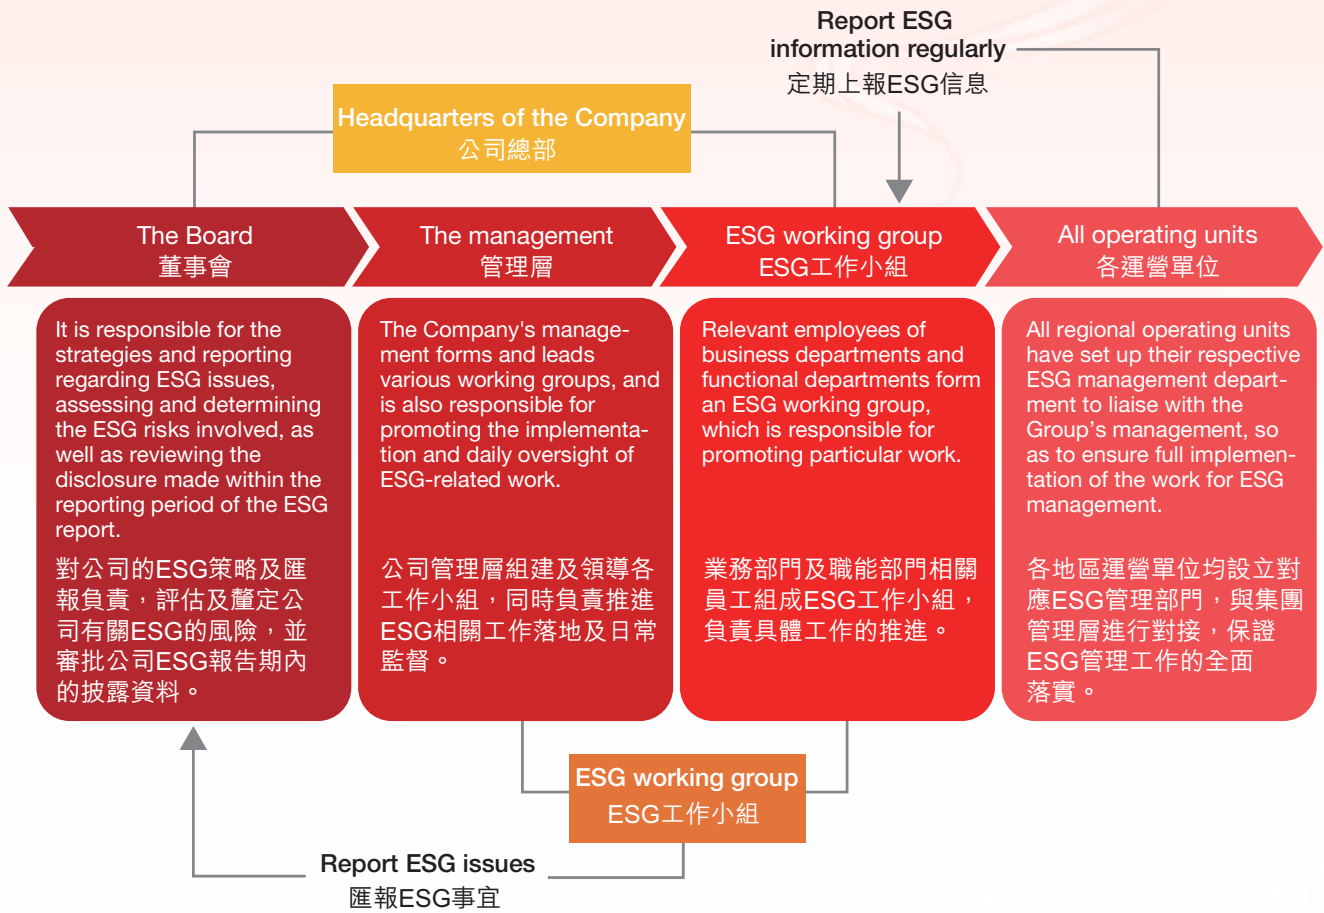 Report ESG
information regularly
定期上報ESG信息
Headquarters of the Company
公司總部
The Board
董事會
The management
管理層
ESG working group
ESG工作小組
All operating units
各運營單位
It is responsible for the
strategies and reporting
regarding ESG issues,
assessing and determining
the ESG risks involved, as
well as reviewing the
disclosure made within the
reporting period of the ESG
report.
對公司的ESG策略及匯
報負責，評估及釐定公
司有關ESG的風險，並
審批公司ESG報告期內
的披露資料。
The Company's manage-
ment forms and leads
various working groups, and
is also responsible for
promoting the implementa-
tion and daily oversight of
ESG-related work.
公司管理層組建及領導各
工作小組，同時負責推進
ESG相關工作落地及日常
監督。
Relevant employees of
business departments and
functional departments form
an ESG working group,
which is responsible for
promoting particular work.
業務部門及職能部門相關
員工組成ESG工作小組，
負責具體工作的推進。
All regional operating units
have set up their respective
ESG management depart-
ment to liaise with the
Group’s management, so
as to ensure full implemen-
tation of the work for ESG
management.
各地區運營單位均設立對
應ESG管理部門，與集團
管理層進行對接，保證
ESG管理工作的全面
落實。
ESG working group
ESG工作小組
Report ESG issues
匯報ESG事宜